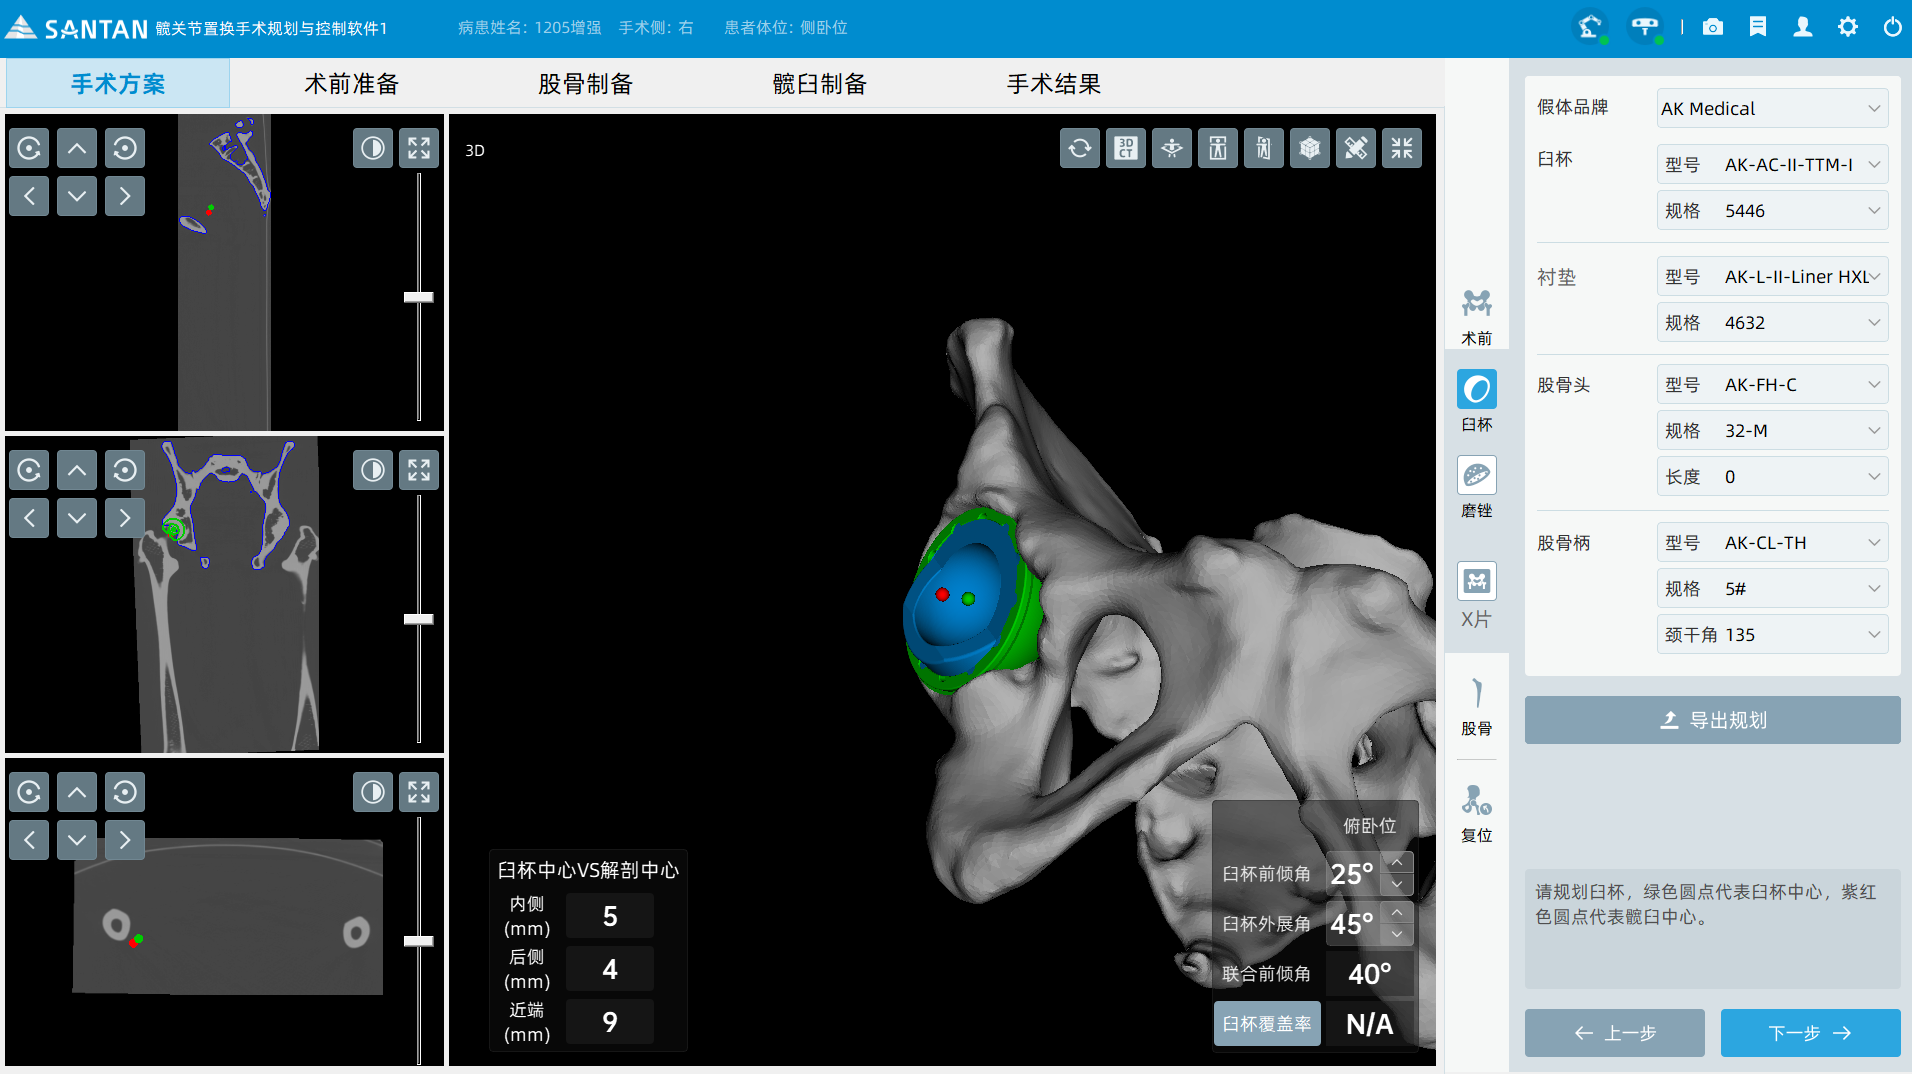 SANTAN 髋关节置换手术规划与控制软件1
病患姓名: 1205增强 手术侧: 右 患者体位: 侧卧位
手术方案
术前准备
股骨制备
髋臼制备
手术结果
3D
3D
CT
臼杯中心VS解剖中心
内侧
(mm)
5
后侧
(mm)
4
近端
(mm)
9
俯卧位
臼杯前倾角 25°
臼杯外展角 45°
联合前倾角 40°
臼杯覆盖率 N/A
术前
臼杯
磨锉
X片
股骨
复位
假体品牌 AK Medical
臼杯 型号 AK-AC-II-TTM-I
规格 5446
衬垫 型号 AK-L-II-Liner HXL
规格 4632
股骨头 型号 AK-FH-C
规格 32-M
长度 0
股骨柄 型号 AK-CL-TH
规格 5#
颈干角 135
导出规划
请规划臼杯，绿色圆点代表臼杯中心，紫红
色圆点代表髋臼中心。
上一步
下一步